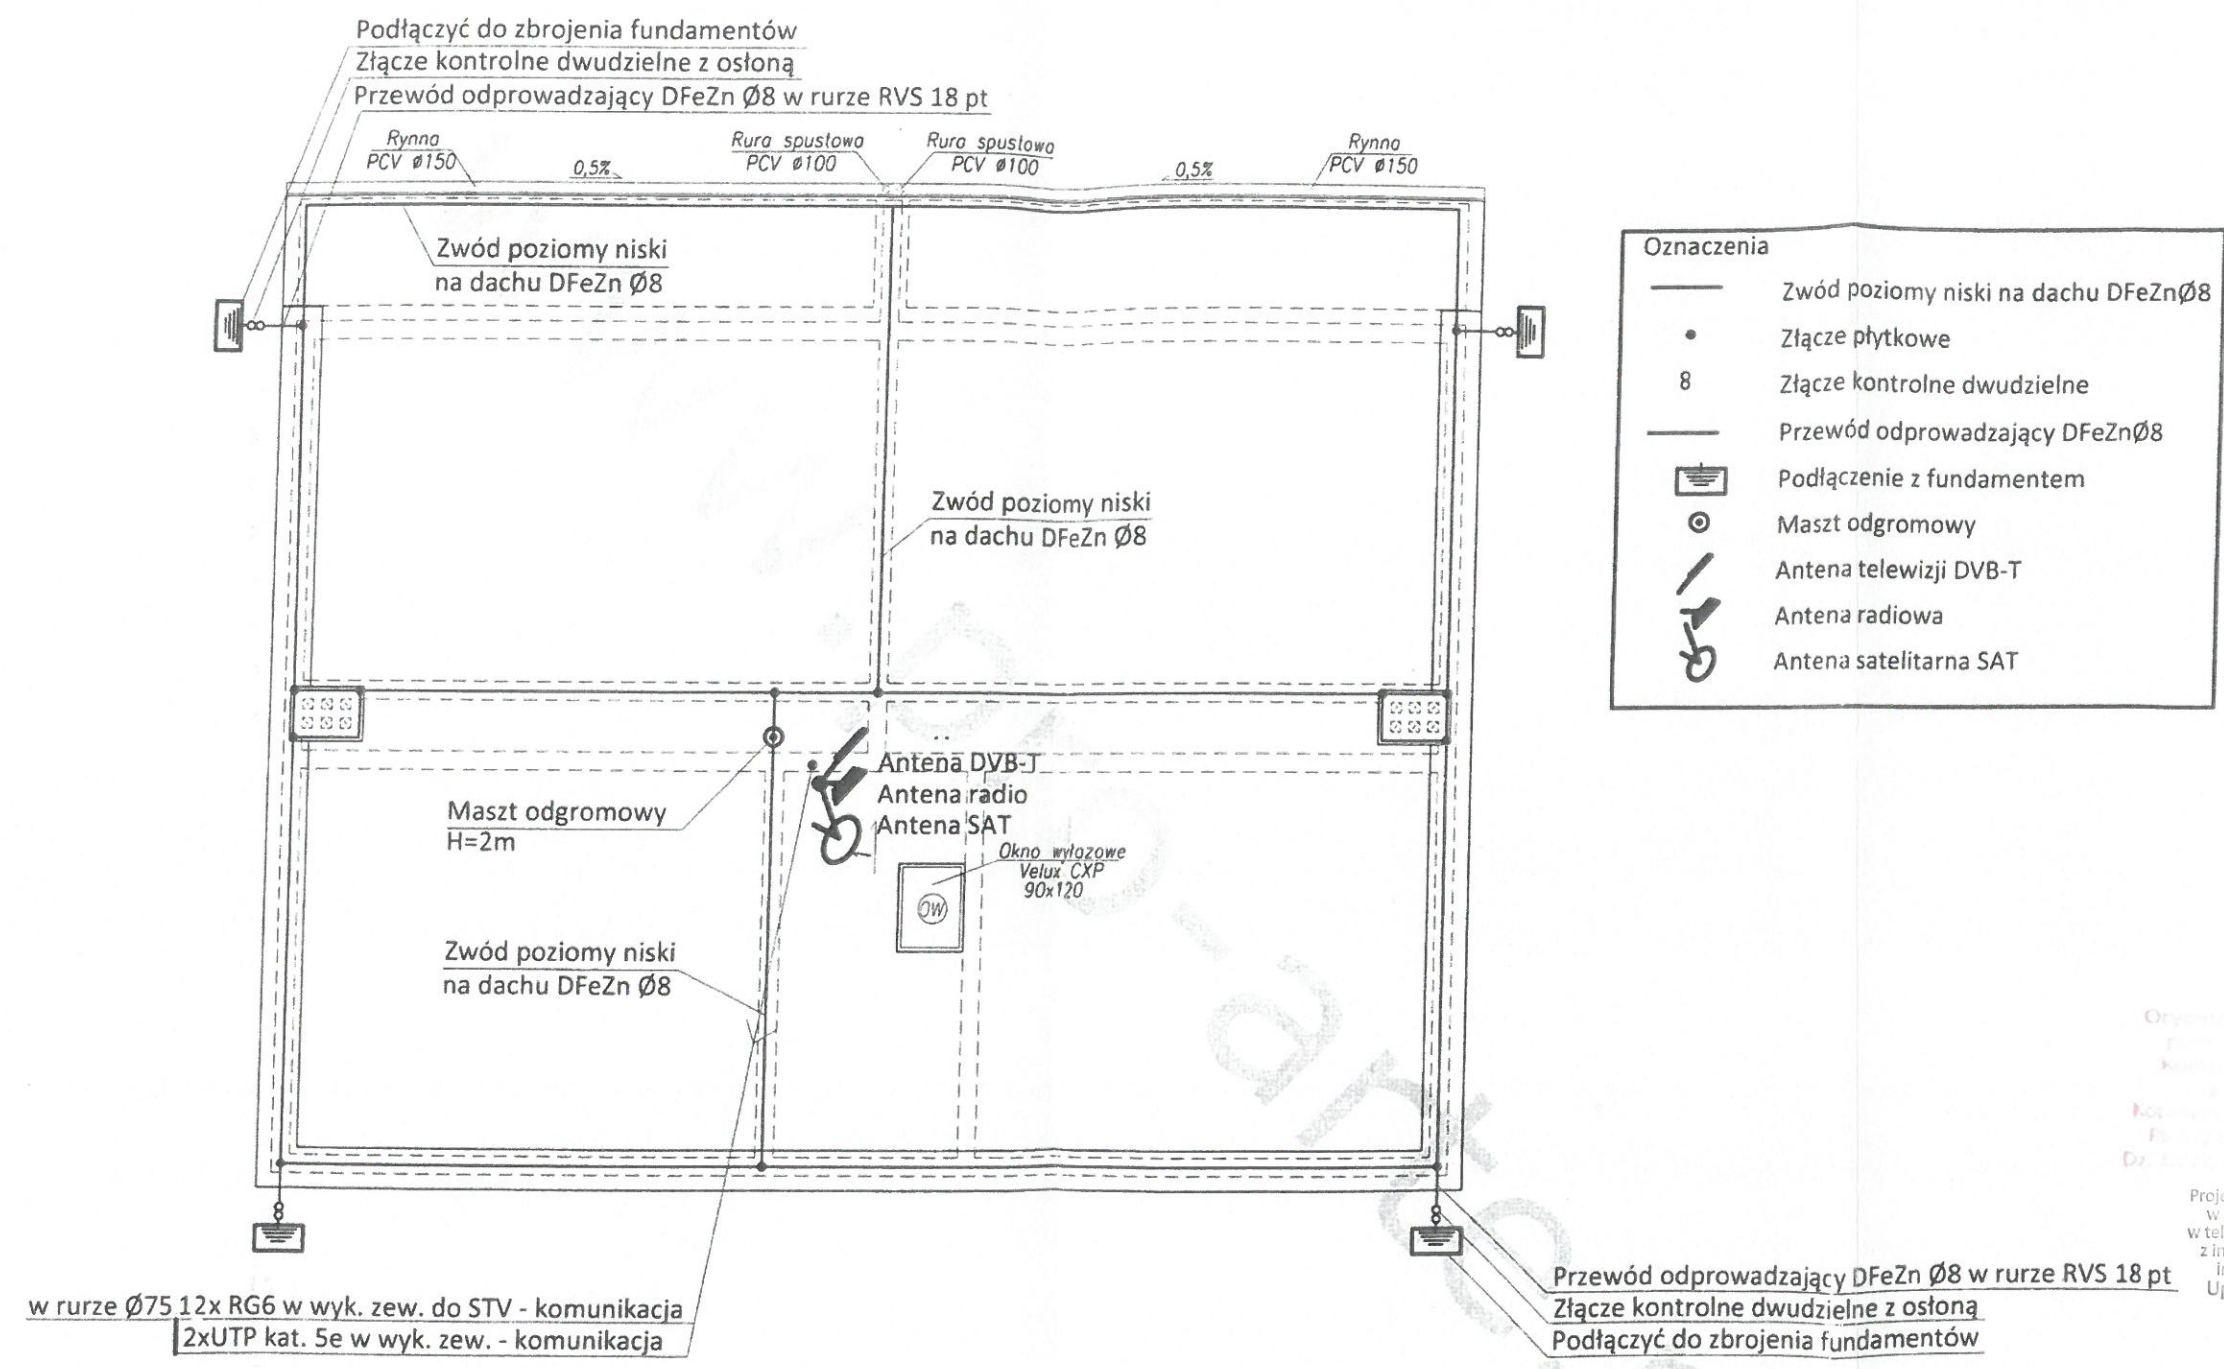 Podłączyć do zbrojenia fundamentów
Złącze kontrolne dwudzielne z osłoną
Przewód odprowadzający DFeZn Ø8 w rurze RVS 18 pt
Rynna
PCV ø150
0,5%
Rura spustowa
PCV ø100
Rura spustowa
PCV ø100
0,5%
Rynna
PCV ø150
Zwód poziomy niski
na dachu DFeZn Ø8
Zwód poziomy niski
na dachu DFeZn Ø8
Antena DVB-T
Antena radio
Antena SAT
Maszt odgromowy
H=2m
Okno wyłazowe
Velux CXP
90x120
OW
Zwód poziomy niski
na dachu DFeZn Ø8
w rurze Ø75 12x RG6 w wyk. zew. do STV - komunikacja
2xUTP kat. 5e w wyk. zew. - komunikacja
Przewód odprowadzający DFeZn Ø8 w rurze RVS 18 pt
Złącze kontrolne dwudzielne z osłoną
Podłączyć do zbrojenia fundamentów
Oznaczenia
Zwód poziomy niski na dachu DFeZnØ8
Złącze płytkowe
8 Złącze kontrolne dwudzielne
Przewód odprowadzający DFeZnØ8
Podłączenie z fundamentem
Maszt odgromowy
Antena telewizji DVB-T
Antena radiowa
Antena satelitarna SAT